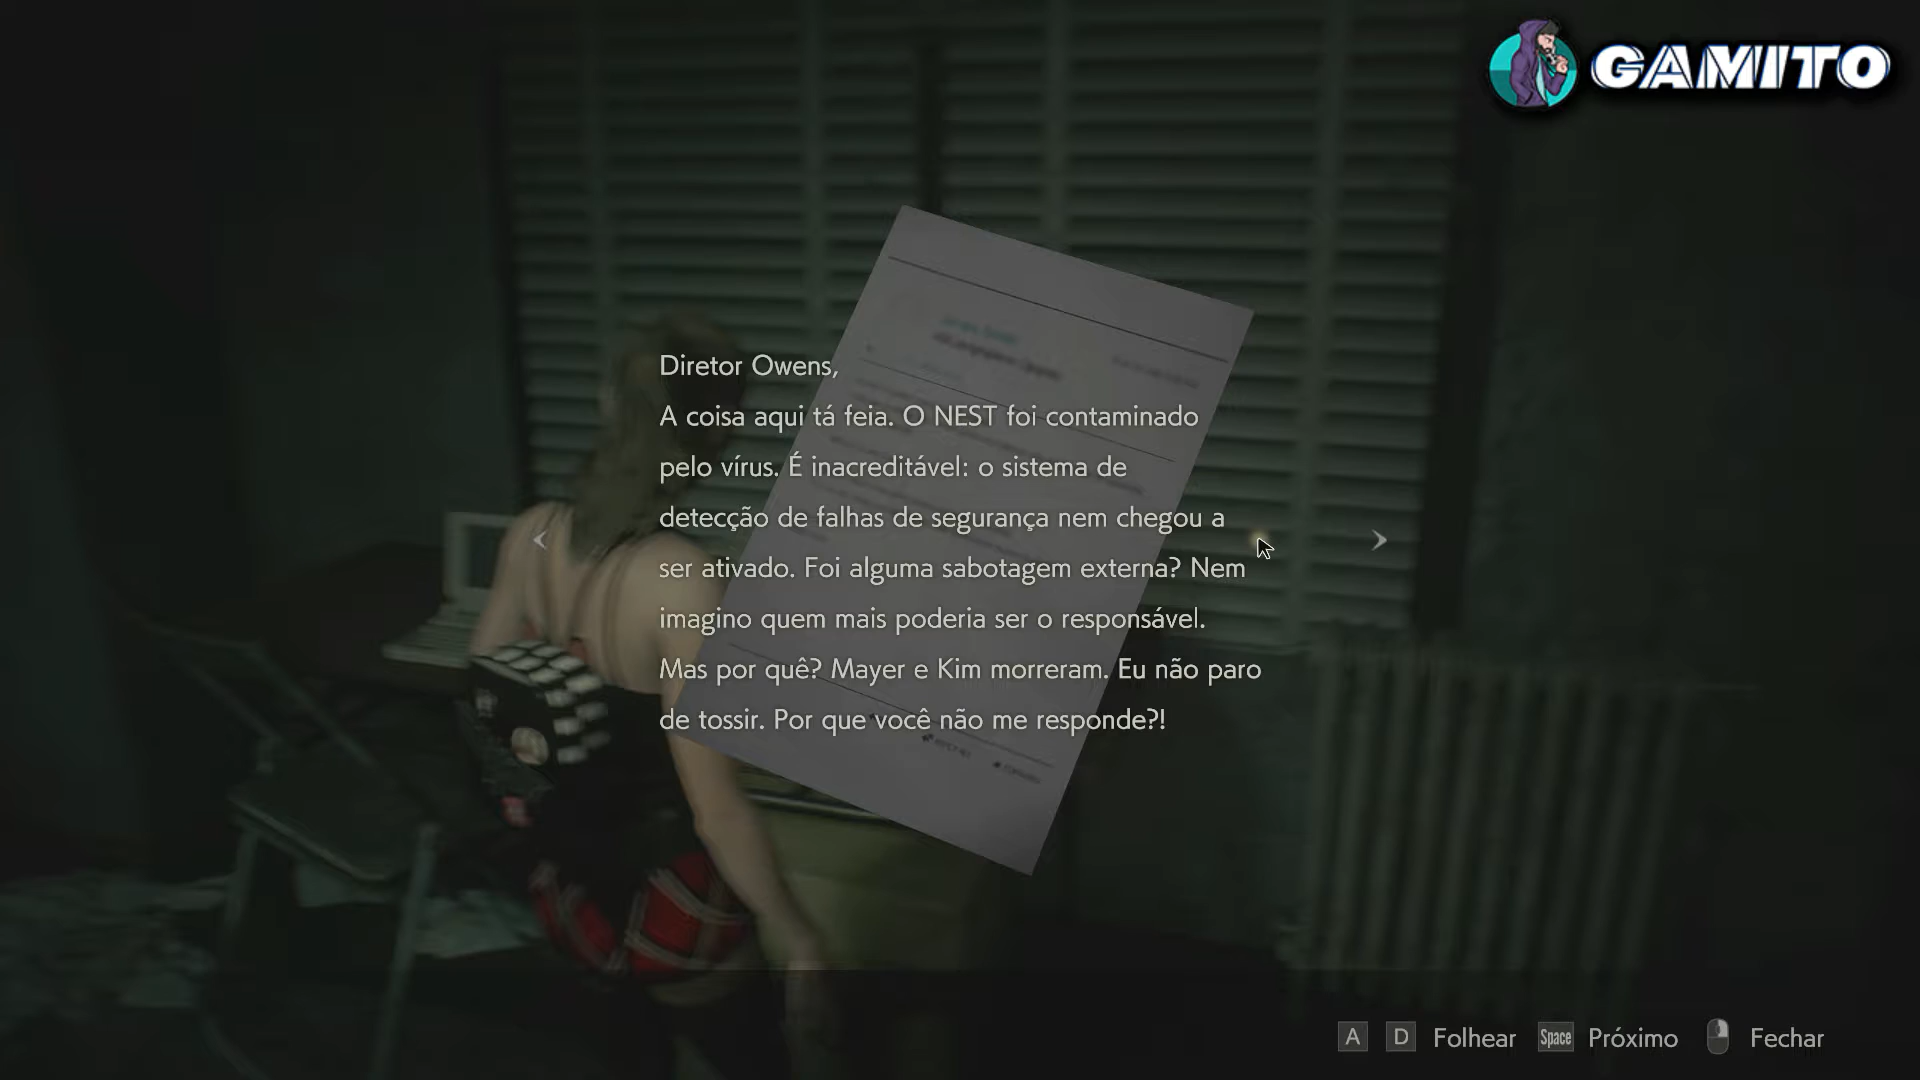 GAMITO
Diretor Owens,
A coisa aqui tá feia. O NEST foi contaminado
pelo vírus. É inacreditável: o sistema de
detecção de falhas de segurança nem chegou a
ser ativado. Foi alguma sabotagem externa? Nem
imagino quem mais poderia ser o responsável.
Mas por quê? Mayer e Kim morreram. Eu não paro
de tossir. Por que você não me responde?!
A D Folhear Space Próximo Fechar